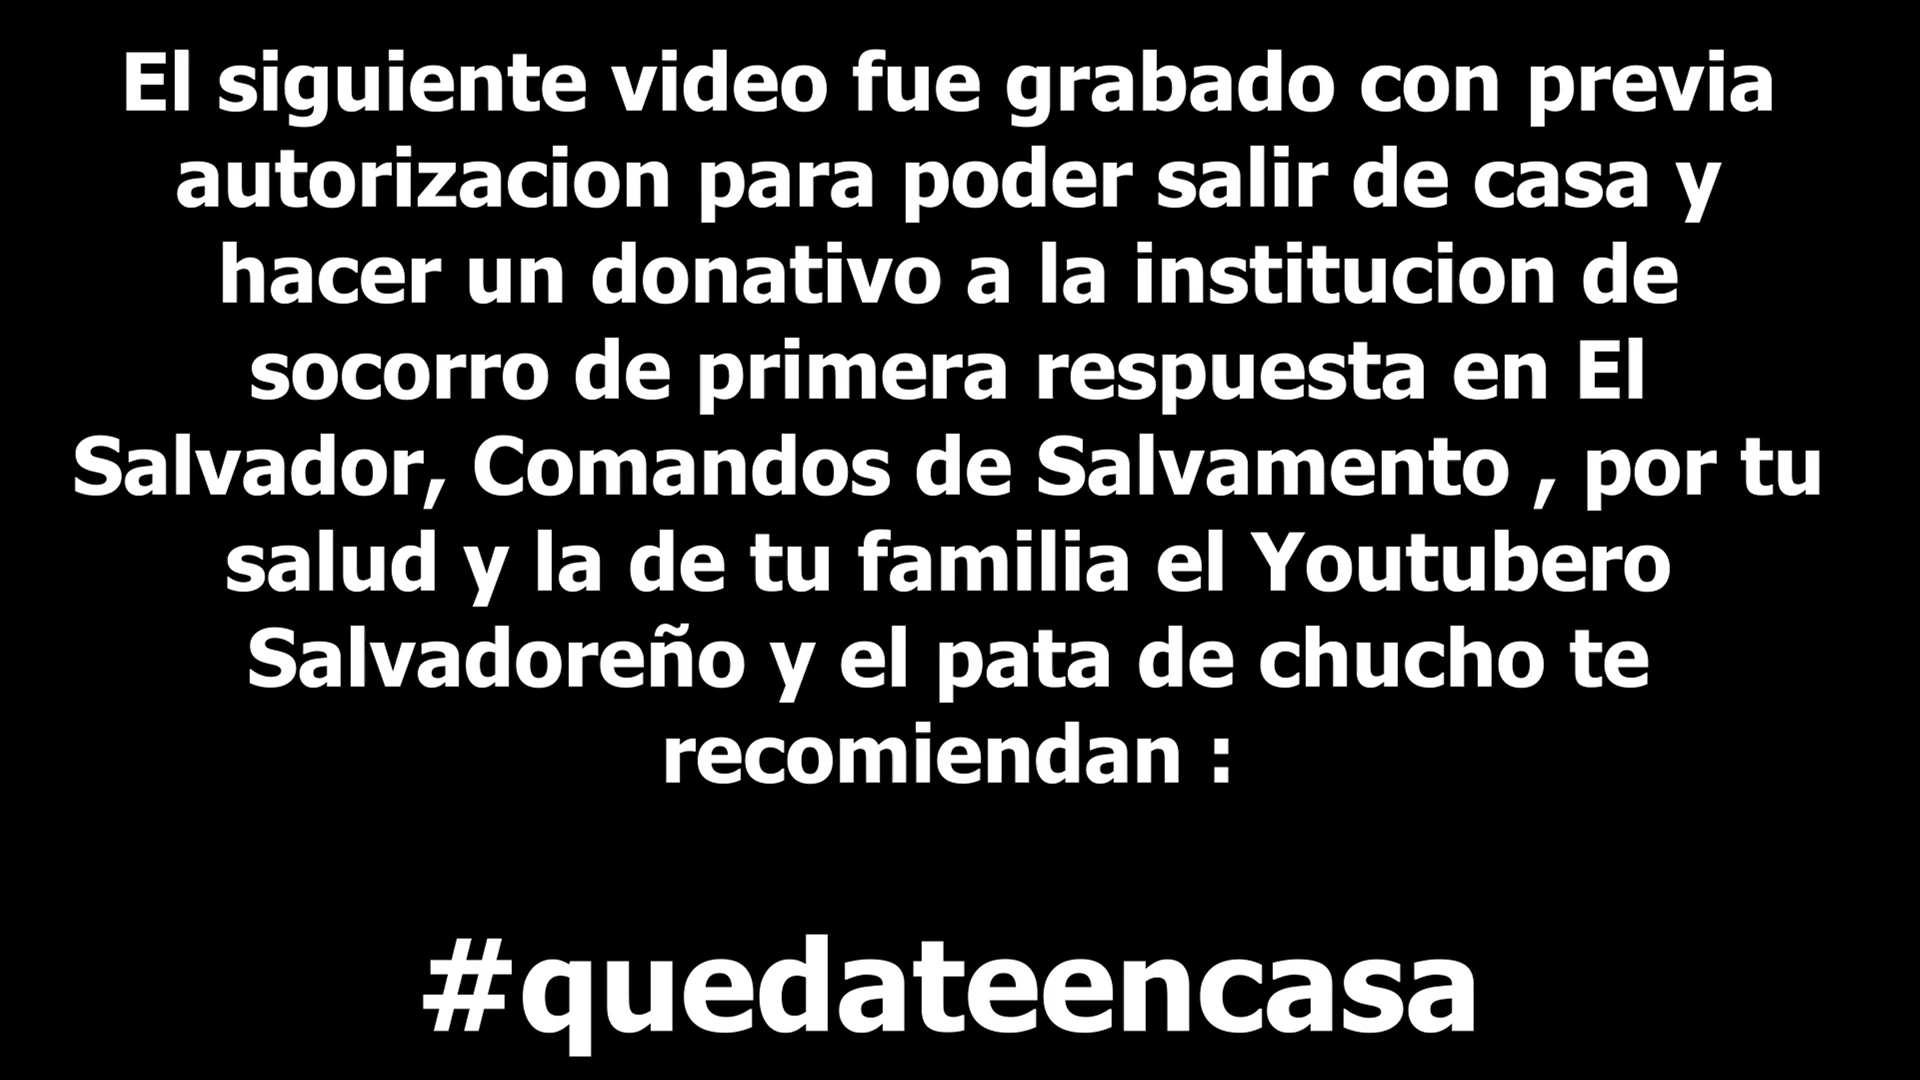 El siguiente video fue grabado con previa
autorizacion para poder salir de casa y
hacer un donativo a la institucion de
socorro de primera respuesta en El
Salvador, Comandos de Salvamento , por tu
salud y la de tu familia el Youtubero
Salvadoreño y el pata de chucho te
recomiendan :
#quedateencasa